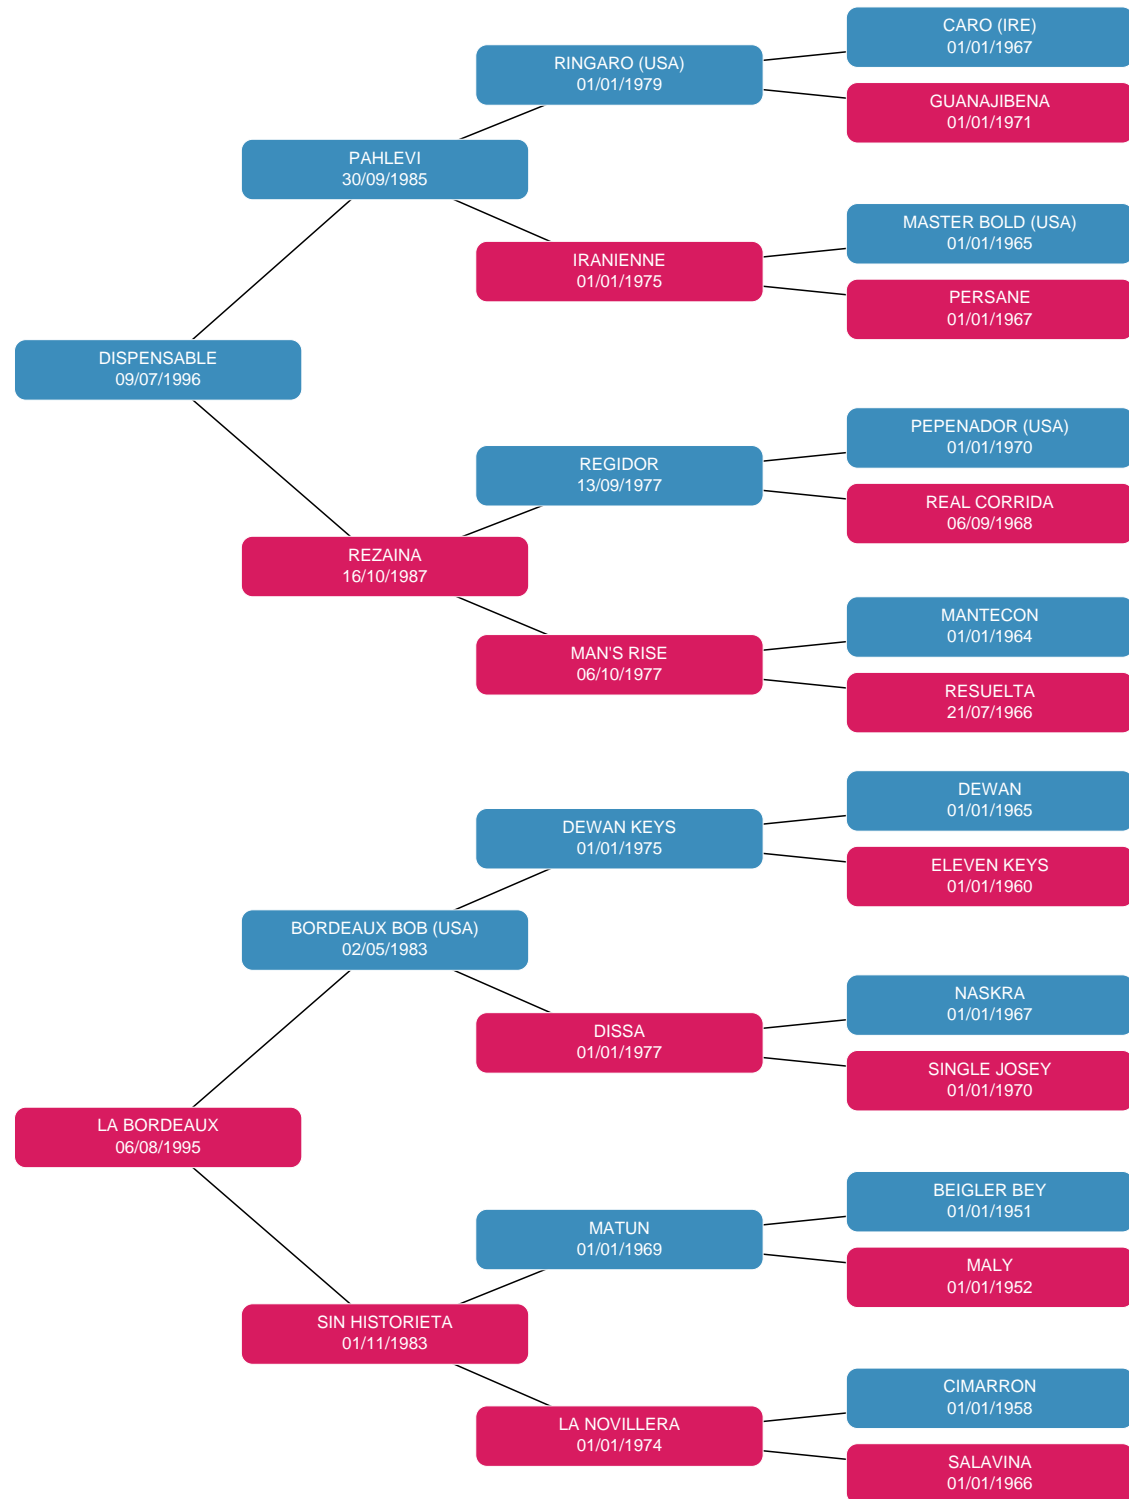 CARO (IRE)
01/01/1967
RINGARO (USA)
01/01/1979
GUANAJIBENA
01/01/1971
PAHLEVI
30/09/1985
MASTER BOLD (USA)
01/01/1965
IRANIENNE
01/01/1975
PERSANE
01/01/1967
DISPENSABLE
09/07/1996
PEPENADOR (USA)
01/01/1970
REGIDOR
13/09/1977
REAL CORRIDA
06/09/1968
REZAINA
16/10/1987
MANTECON
01/01/1964
MAN'S RISE
06/10/1977
RESUELTA
21/07/1966
DEWAN
01/01/1965
DEWAN KEYS
01/01/1975
ELEVEN KEYS
01/01/1960
BORDEAUX BOB (USA)
02/05/1983
NASKRA
01/01/1967
DISSA
01/01/1977
SINGLE JOSEY
01/01/1970
LA BORDEAUX
06/08/1995
BEIGLER BEY
01/01/1951
MATUN
01/01/1969
MALY
01/01/1952
SIN HISTORIETA
01/11/1983
CIMARRON
01/01/1958
LA NOVILLERA
01/01/1974
SALAVINA
01/01/1966